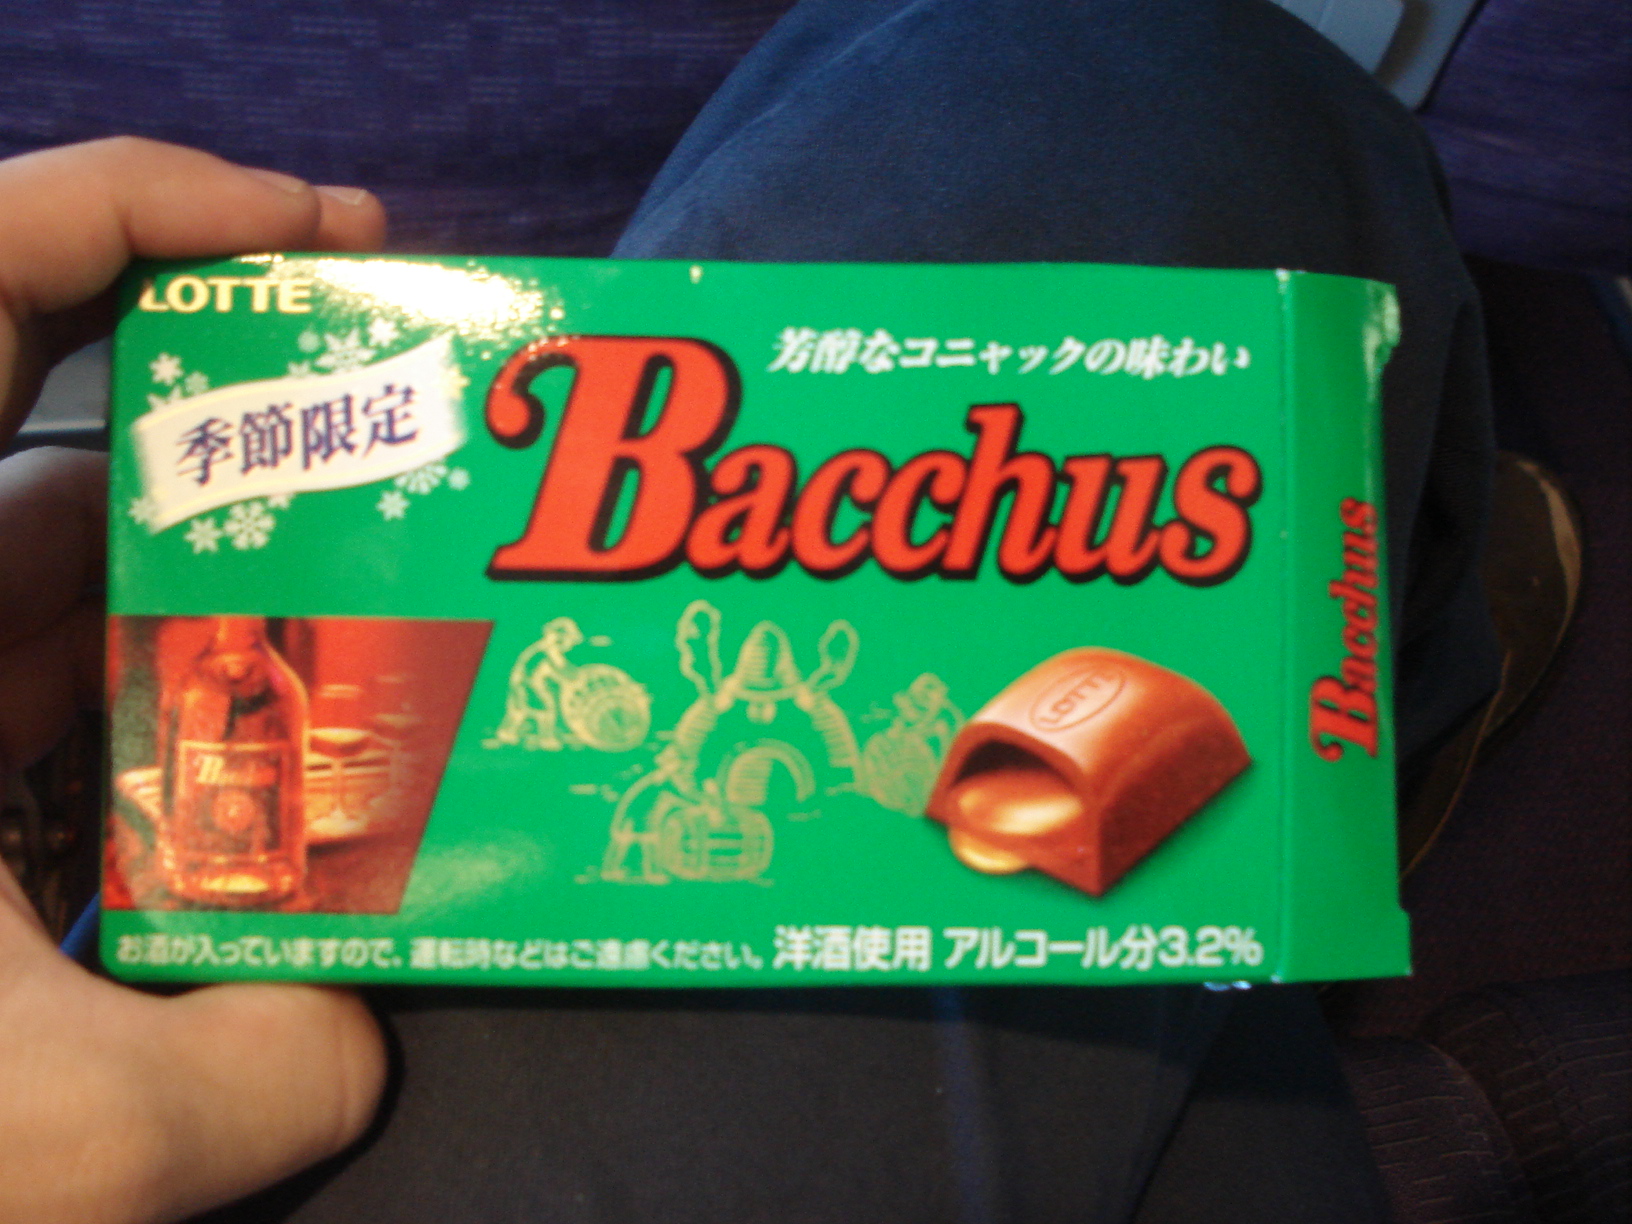 LOTTE
季節限定
芳醇なコニャックの味わい
Bacchus
Bacchus
Bacchus
LOTTE
お酒が入っていますので、運転時などはご遠慮ください。 洋酒使用 アルコール分3.2%